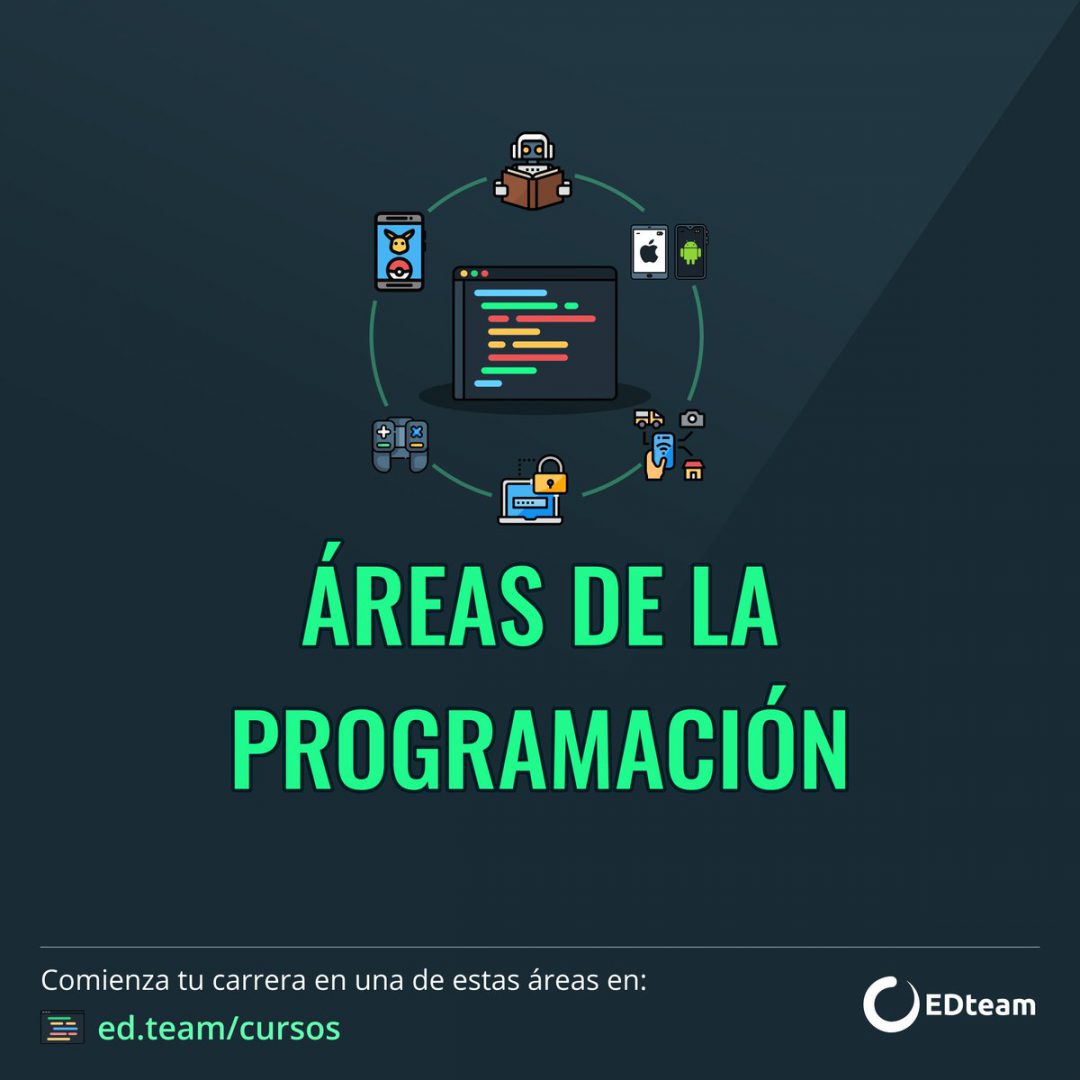 ÁREAS DE LA
PROGRAMACIÓN
Comienza tu carrera en una de estas áreas en:
ed.team/cursos
EDteam